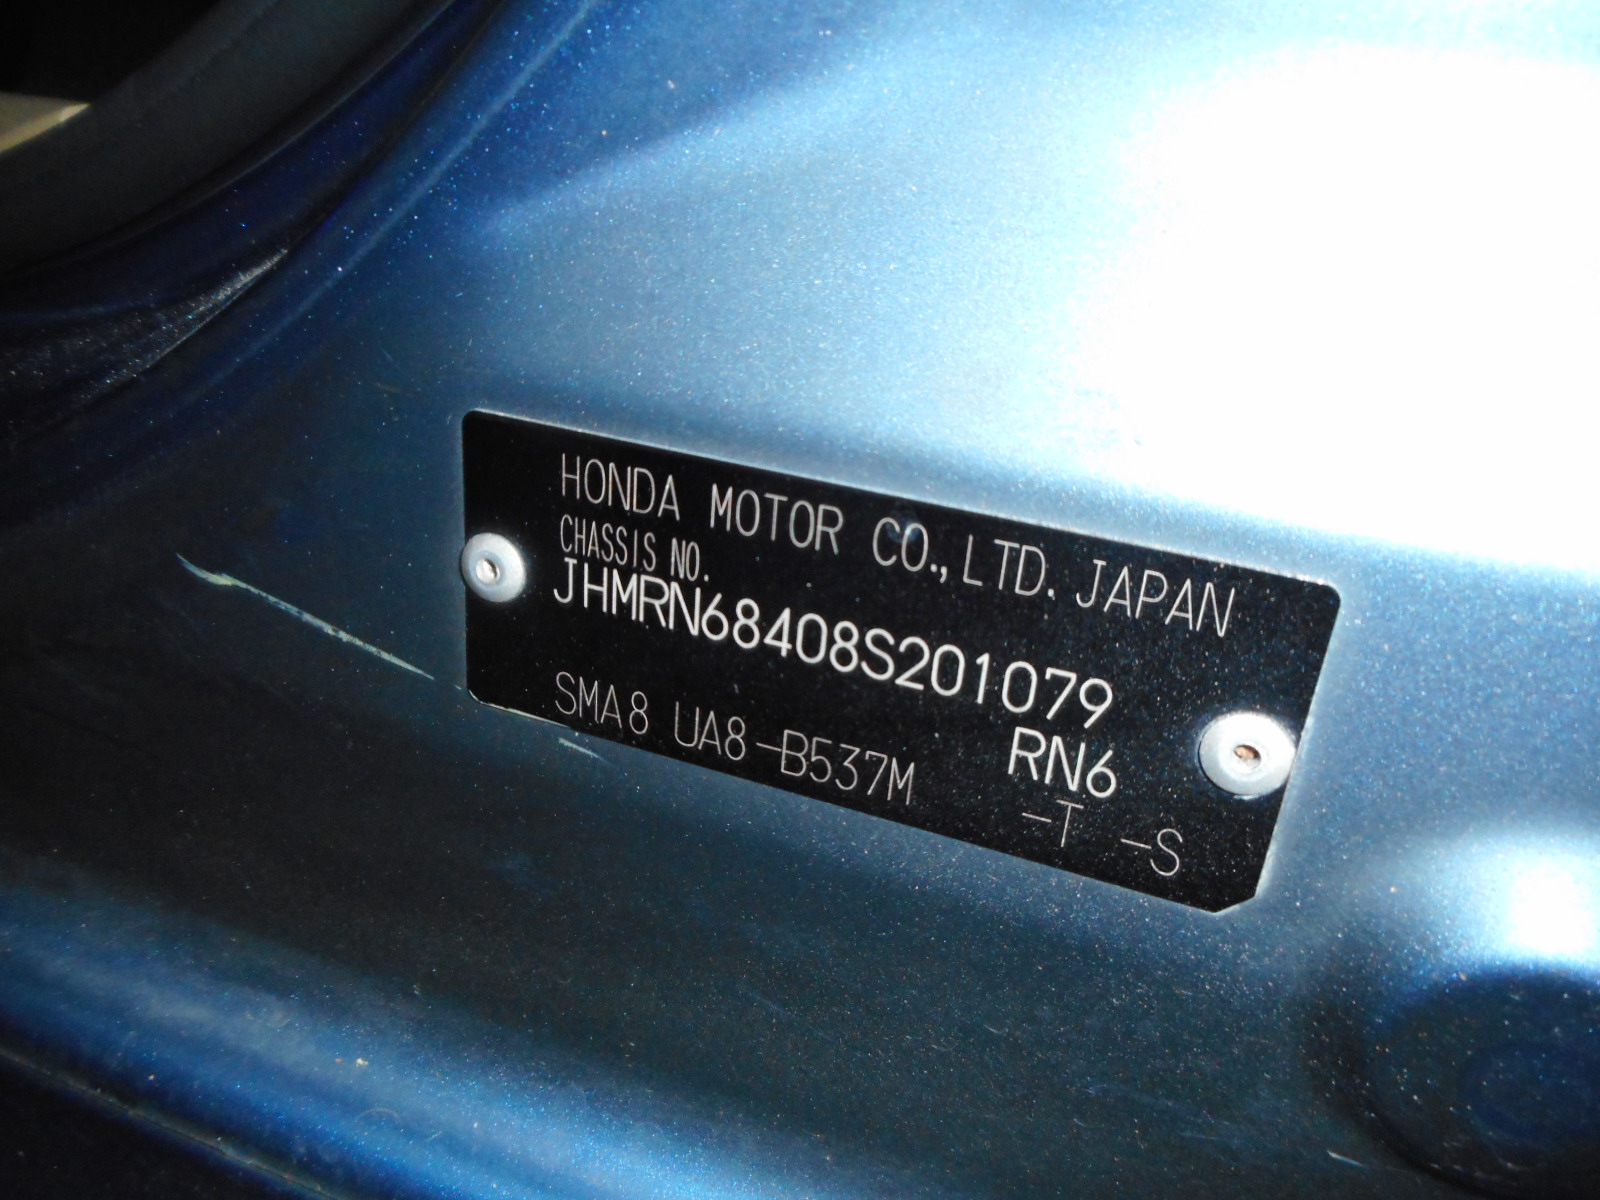 HONDA MOTOR CO.,LTD. JAPAN
CHASSIS NO.
JHMRN68408S201079
RN6
SMA8 UA8-B537M -T -S